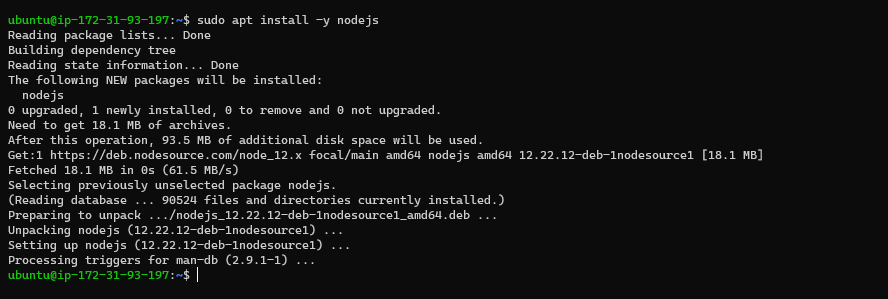 ubuntu@ip-172-31-93-197:~$ sudo apt install -y nodejs
Reading package lists... Done
Building dependency tree
Reading state information... Done
The following NEW packages will be installed:
  nodejs
0 upgraded, 1 newly installed, 0 to remove and 0 not upgraded.
Need to get 18.1 MB of archives.
After this operation, 93.5 MB of additional disk space will be used.
Get:1 https://deb.nodesource.com/node_12.x focal/main amd64 nodejs amd64 12.22.12-deb-1nodesource1 [18.1 MB]
Fetched 18.1 MB in 0s (61.5 MB/s)
Selecting previously unselected package nodejs.
(Reading database ... 90524 files and directories currently installed.)
Preparing to unpack .../nodejs_12.22.12-deb-1nodesource1_amd64.deb ...
Unpacking nodejs (12.22.12-deb-1nodesource1) ...
Setting up nodejs (12.22.12-deb-1nodesource1) ...
Processing triggers for man-db (2.9.1-1) ...
ubuntu@ip-172-31-93-197:~$